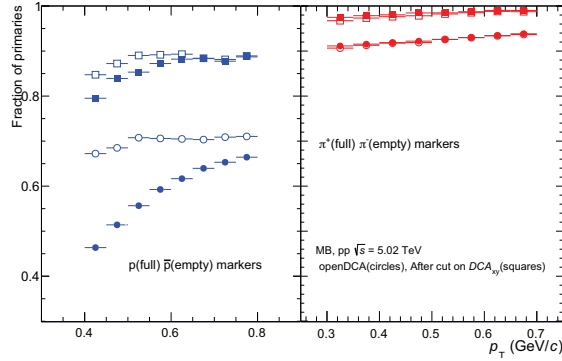 Fraction of primaries
1
0.8
0.6
0.4
p(full) p̅(empty) markers
0.4 0.6 0.8
π⁺(full) π⁻(empty) markers
MB, pp √s = 5.02 TeV
openDCA(circles), After cut on DCA_xy(squares)
0.3 0.4 0.5 0.6 0.7
p_T (GeV/c)